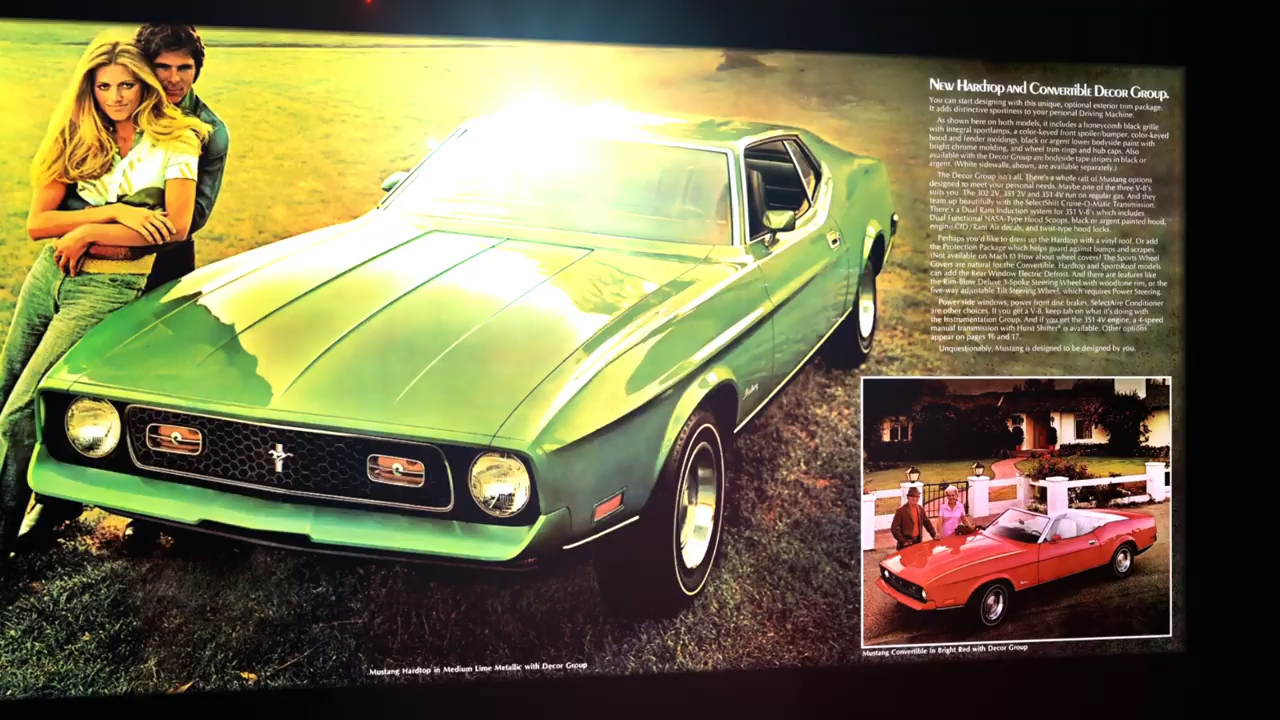 New Hardtop and Convertible Decor Group.
You can start designing with this unique, optional exterior trim package.
It adds distinctive sportiness to your personal Driving Machine.
As shown here on both models, it includes a honeycomb black grille
with integral sportlamps, a color-keyed front spoiler/bumper, color-keyed
hood and fender moldings, black or argent lower bodyside paint with
bright chrome molding, and wheel trim rings and hub caps. Also
available with the Decor Group are bodyside tape stripes in black or
argent. (White sidewalls, shown, are available separately.)
The Decor Group isn't all. There's a whole raft of Mustang options
designed to meet your personal needs. Maybe one of the three V-8's
suits you. The 302 2V, 351 2V and 351 4V run on regular gas. And they
team up beautifully with the SelectShift Cruise-O-Matic Transmission.
There's a Dual Ram Induction system for 351 V-8's which includes
Dual Functional NASA-Type Hood Scoops, black or argent painted hood,
engine CID/Ram Air decals, and twist-type hood locks.
Perhaps you'd like to dress up the Hardtop with a vinyl roof. Or add
the Protection Package which helps guard against bumps and scrapes.
(Not available on Mach 1) How about wheel covers? The Sports Wheel
Covers are natural for the Convertible. Hardtop and SportsRoof models
can add the Rear Window Electric Defrost. And there are features like
the Rim-Blow Deluxe 3-Spoke Steering Wheel with woodtone rim, or the
five-way adjustable Tilt Steering Wheel, which requires Power Steering.
Power side windows, power front disc brakes, SelectAire Conditioner
are other choices. If you get a V-8, keep tab on what it's doing with
the Instrumentation Group. And if you get the 351 4V engine, a 4-speed
manual transmission with Hurst Shifter® is available. Other options
appear on pages 16 and 17.
Unquestionably, Mustang is designed to be designed by you.
Mustang Convertible in Bright Red with Decor Group
Mustang Hardtop in Medium Lime Metallic with Decor Group